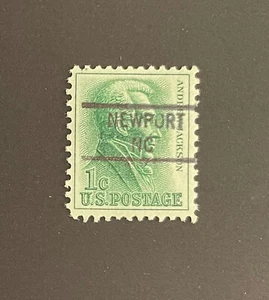 NEWPORT
NC
ANDREW JACKSON
1c
U.S. POSTAGE